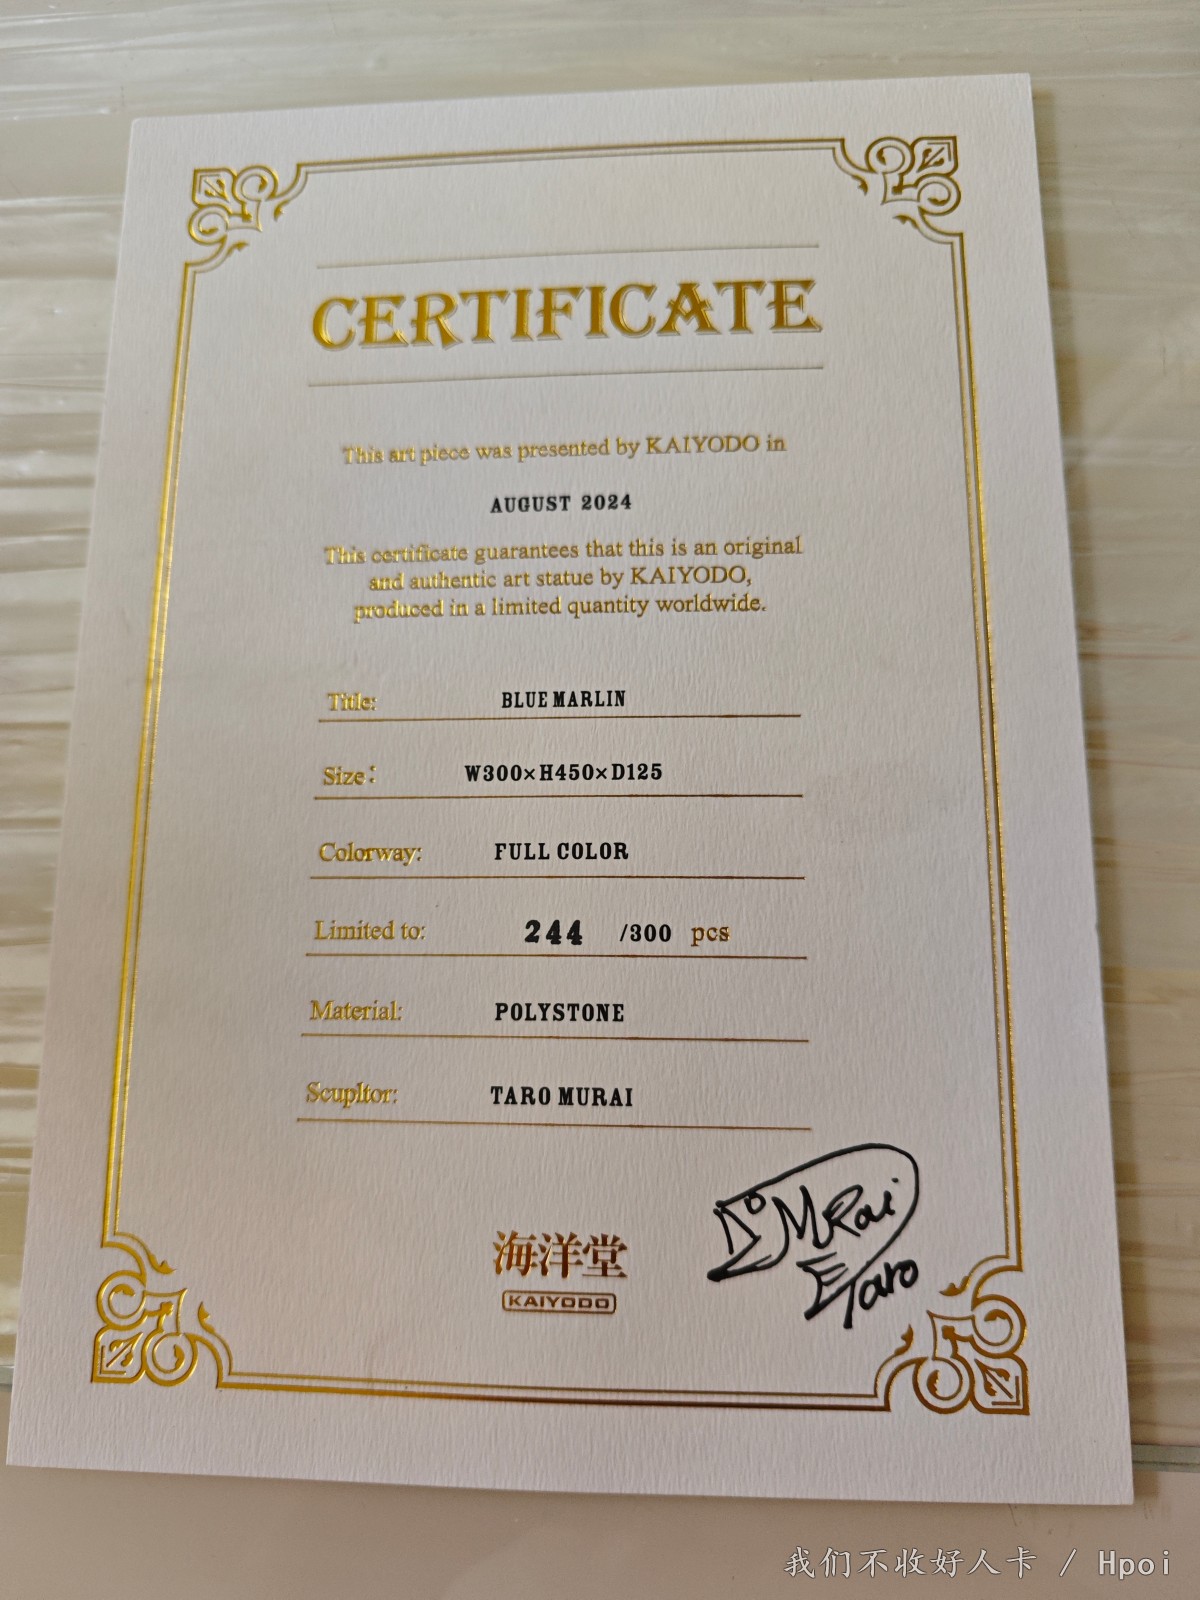 CERTIFICATE
This art piece was presented by KAIYODO in
AUGUST 2024
This certificate guarantees that this is an original
and authentic art statue by KAIYODO,
produced in a limited quantity worldwide.
Title: BLUE MARLIN
Size: W300×H450×D125
Colorway: FULL COLOR
Limited to: 244 /300 pcs
Material: POLYSTONE
Scupltor: TARO MURAI
海洋堂
KAIYODO
MRai
Taro
我们不收好人卡 / Hpoi